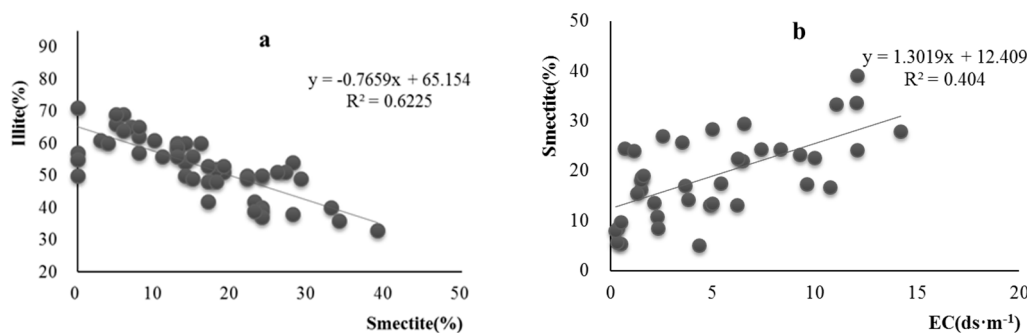 a
90
80
70
60
50
40
30
20
0 10 20 30 40 50
Illite(%)
Smectite(%)
y = -0.7659x + 65.154
R² = 0.6225
b
50
40
30
20
10
0
0 5 10 15 20
Smectite(%)
EC(ds·m⁻¹)
y = 1.3019x + 12.409
R² = 0.404